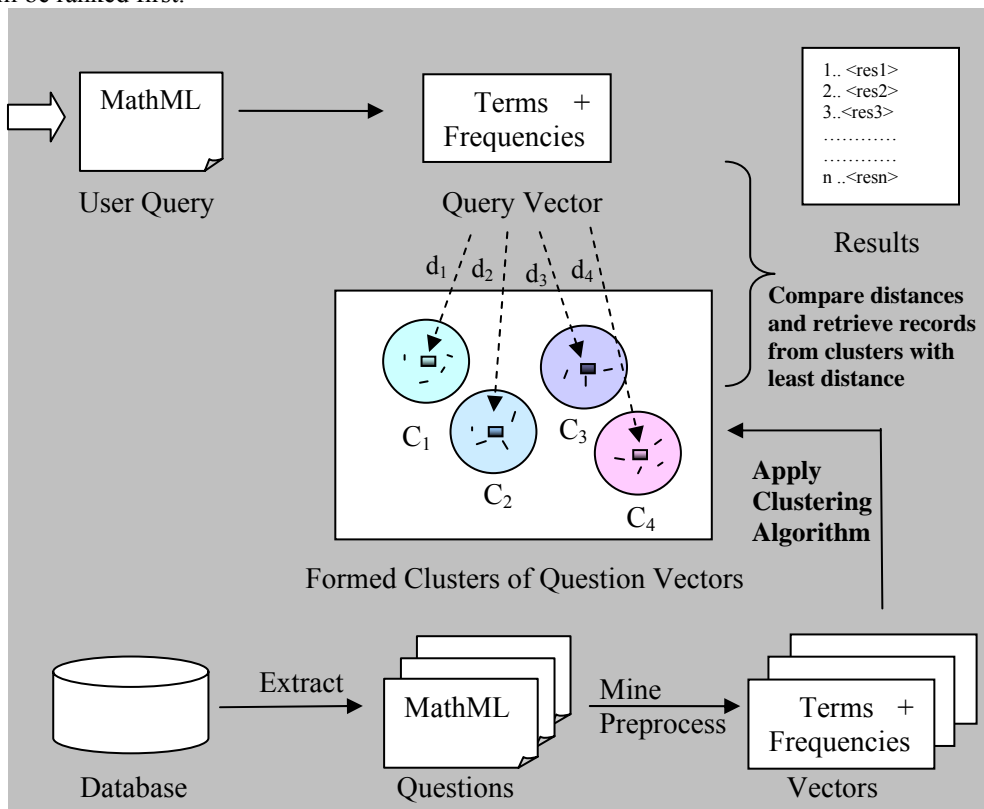 MathML
User Query
Terms +
Frequencies
Query Vector
1.. <res1>
2.. <res2>
3..<res3>
............
............
n ..<resn>
Results
d1 d2 d3 d4
Compare distances
and retrieve records
from clusters with
least distance
C1
C2
C3
C4
Apply
Clustering
Algorithm
Formed Clusters of Question Vectors
Database
Extract
MathML
Questions
Mine
Preprocess
Terms +
Frequencies
Vectors